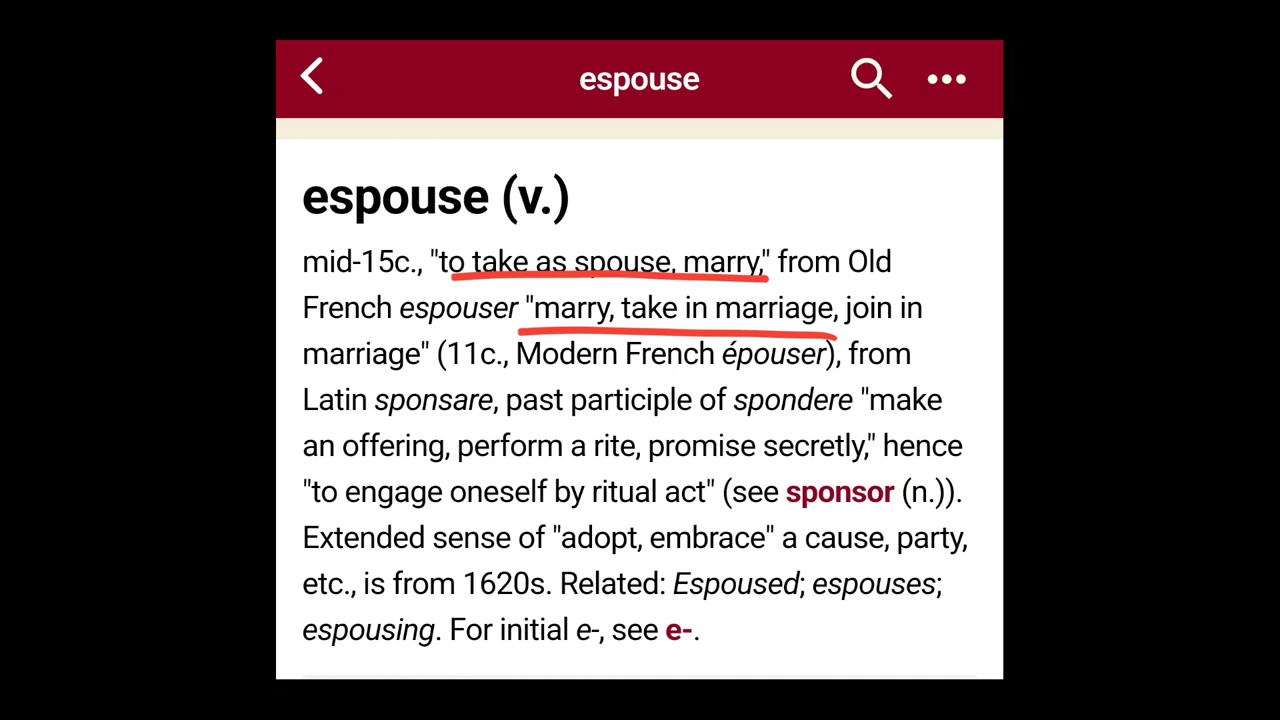 espouse
espouse (v.)
mid-15c., "to take as spouse, marry," from Old
French espouser "marry, take in marriage, join in
marriage" (11c., Modern French épouser), from
Latin sponsare, past participle of spondere "make
an offering, perform a rite, promise secretly," hence
"to engage oneself by ritual act" (see sponsor (n.)).
Extended sense of "adopt, embrace" a cause, party,
etc., is from 1620s. Related: Espoused; espouses;
espousing. For initial e-, see e-.